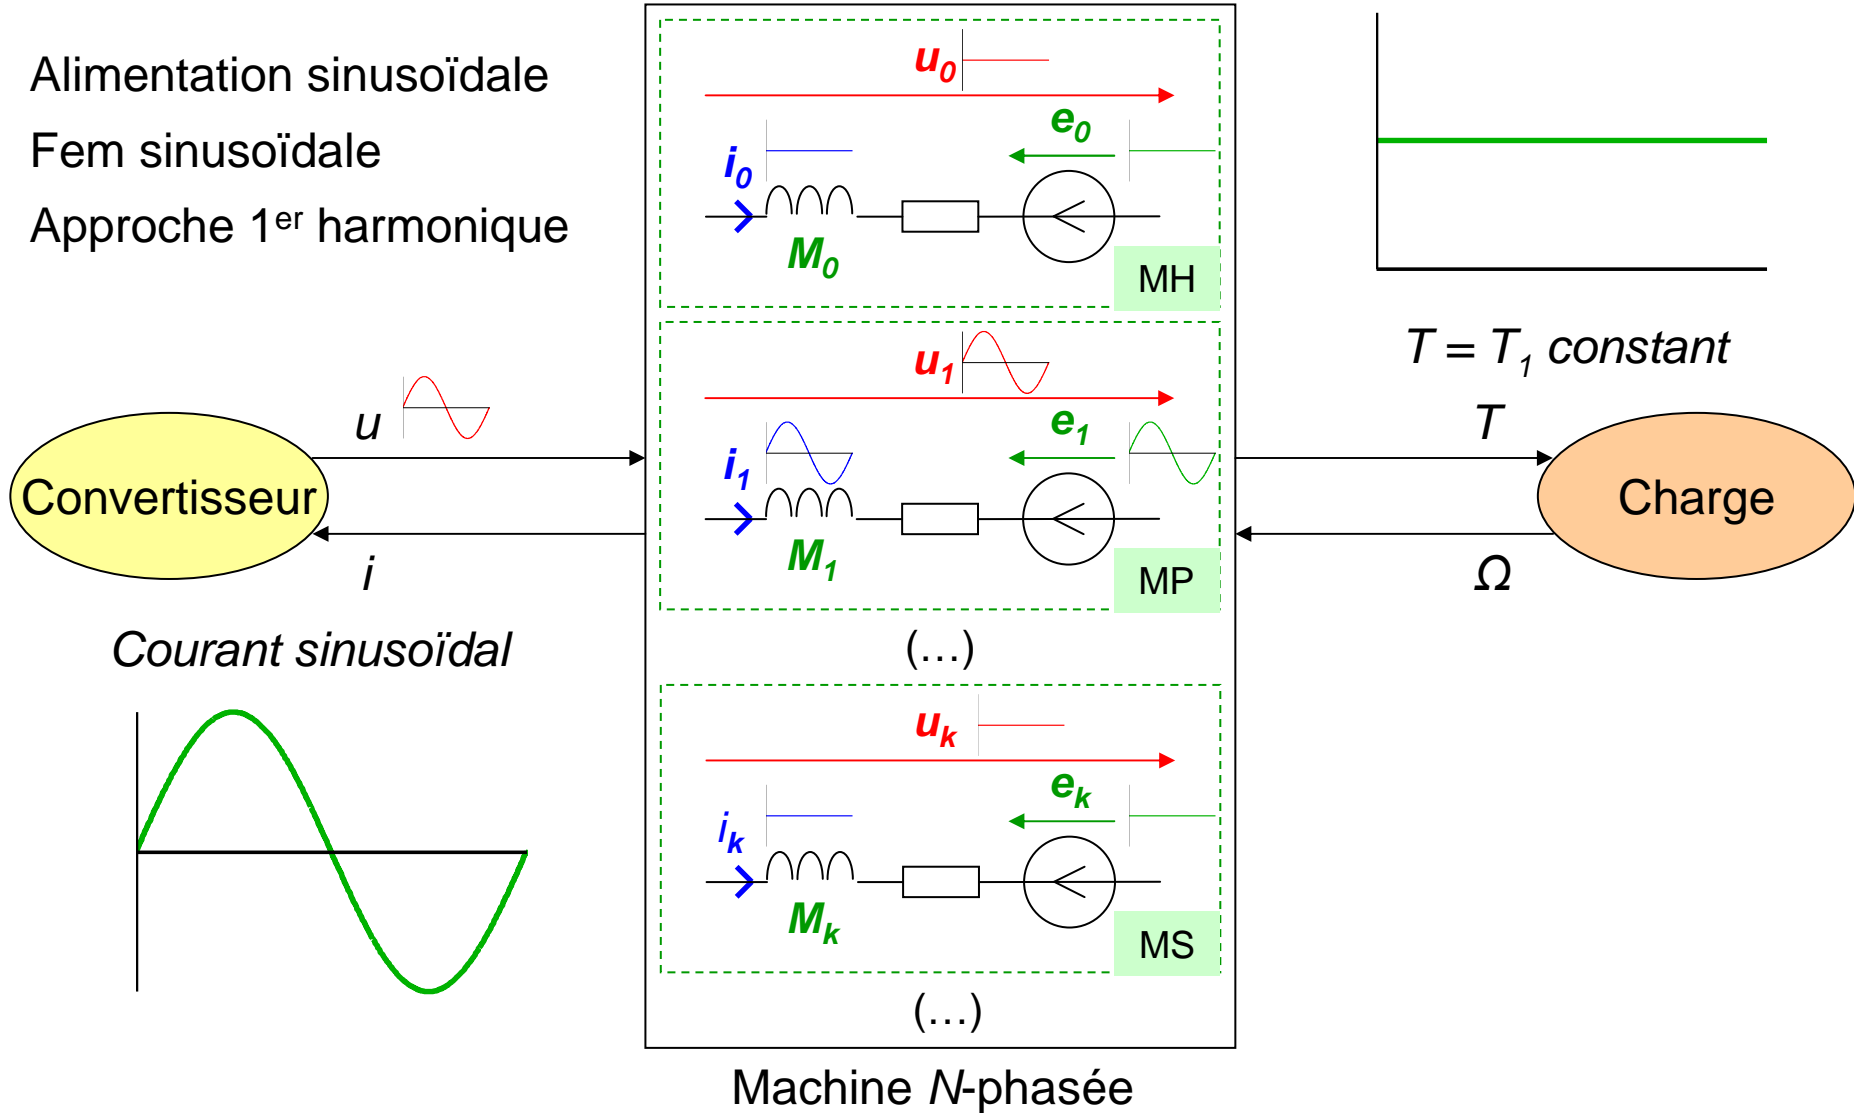 Alimentation sinusoïdale
Fem sinusoïdale
Approche 1er harmonique
u0
e0
i0
M0
MH
T = T1 constant
u1
u
e1
i1
T
Convertisseur
Charge
M1
MP
i
Ω
(…)
Courant sinusoïdal
uk
ek
ik
Mk
MS
(…)
Machine N-phasée